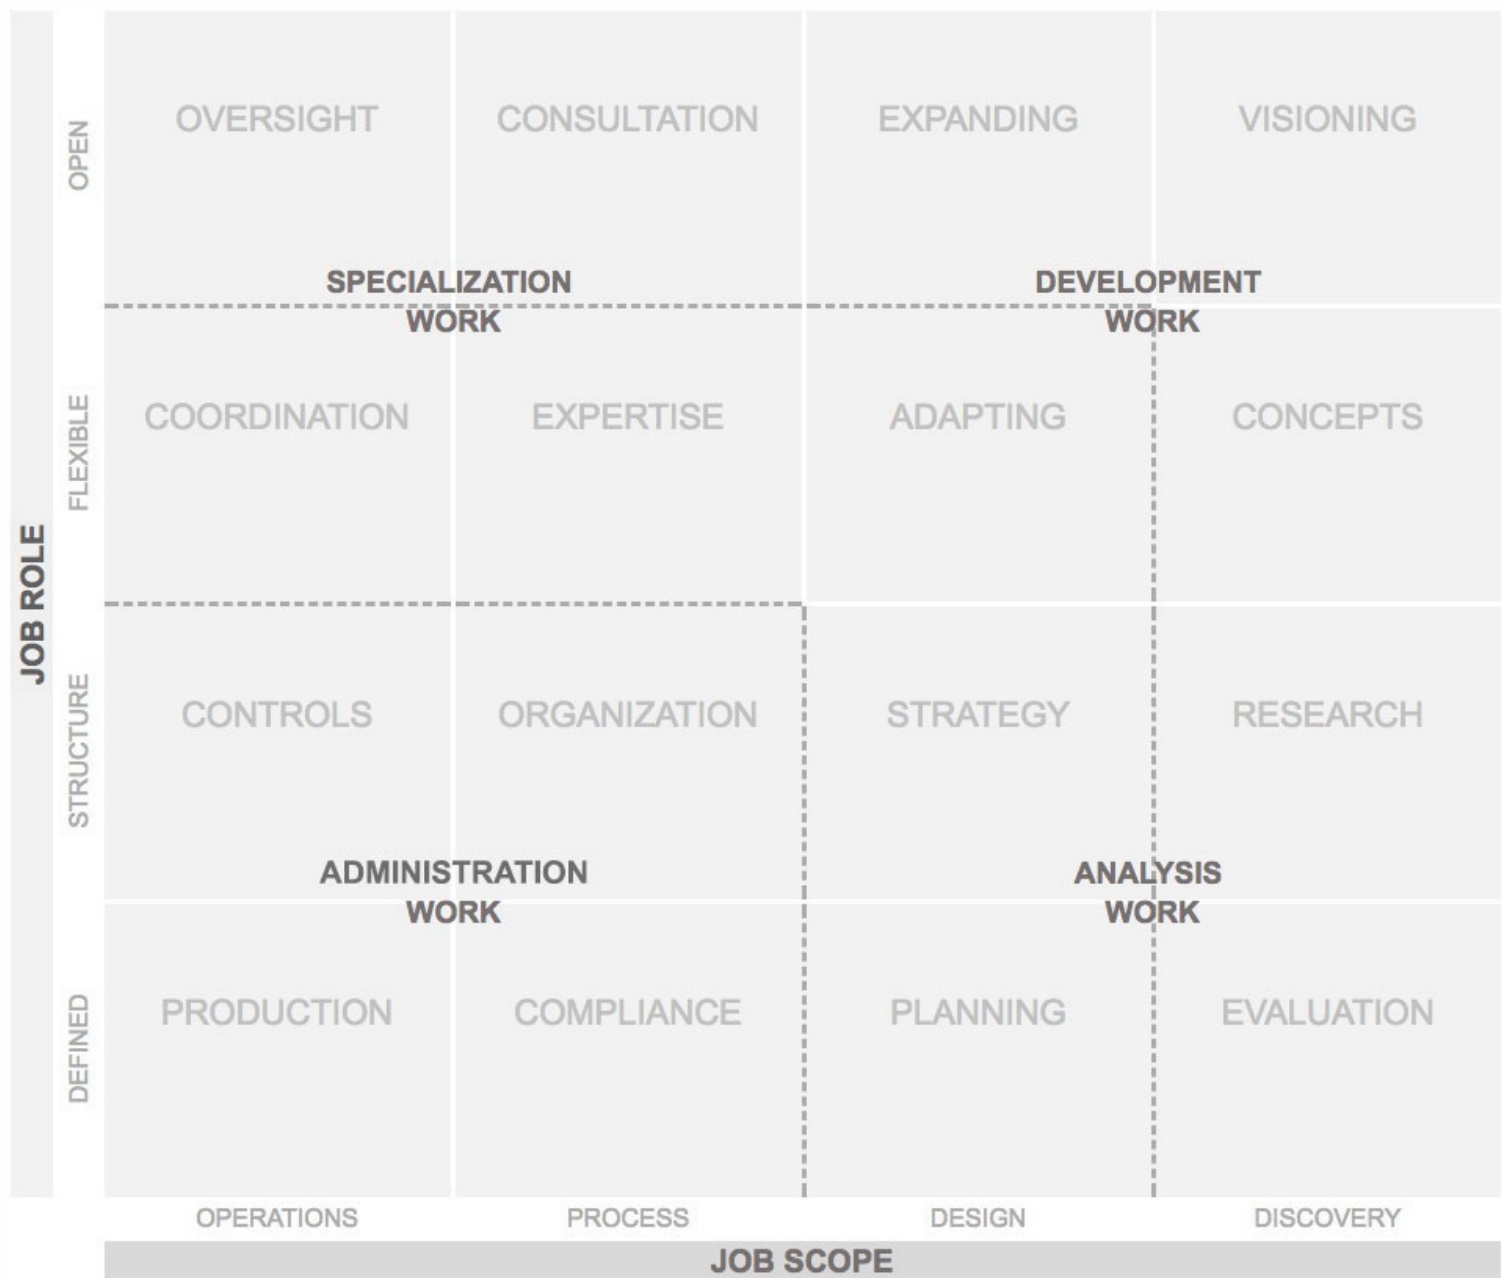 OPEN
OVERSIGHT
CONSULTATION
EXPANDING
VISIONING
SPECIALIZATION
WORK
DEVELOPMENT
WORK
FLEXIBLE
COORDINATION
EXPERTISE
ADAPTING
CONCEPTS
JOB ROLE
STRUCTURE
CONTROLS
ORGANIZATION
STRATEGY
RESEARCH
ADMINISTRATION
WORK
ANALYSIS
WORK
DEFINED
PRODUCTION
COMPLIANCE
PLANNING
EVALUATION
OPERATIONS
PROCESS
DESIGN
DISCOVERY
JOB SCOPE